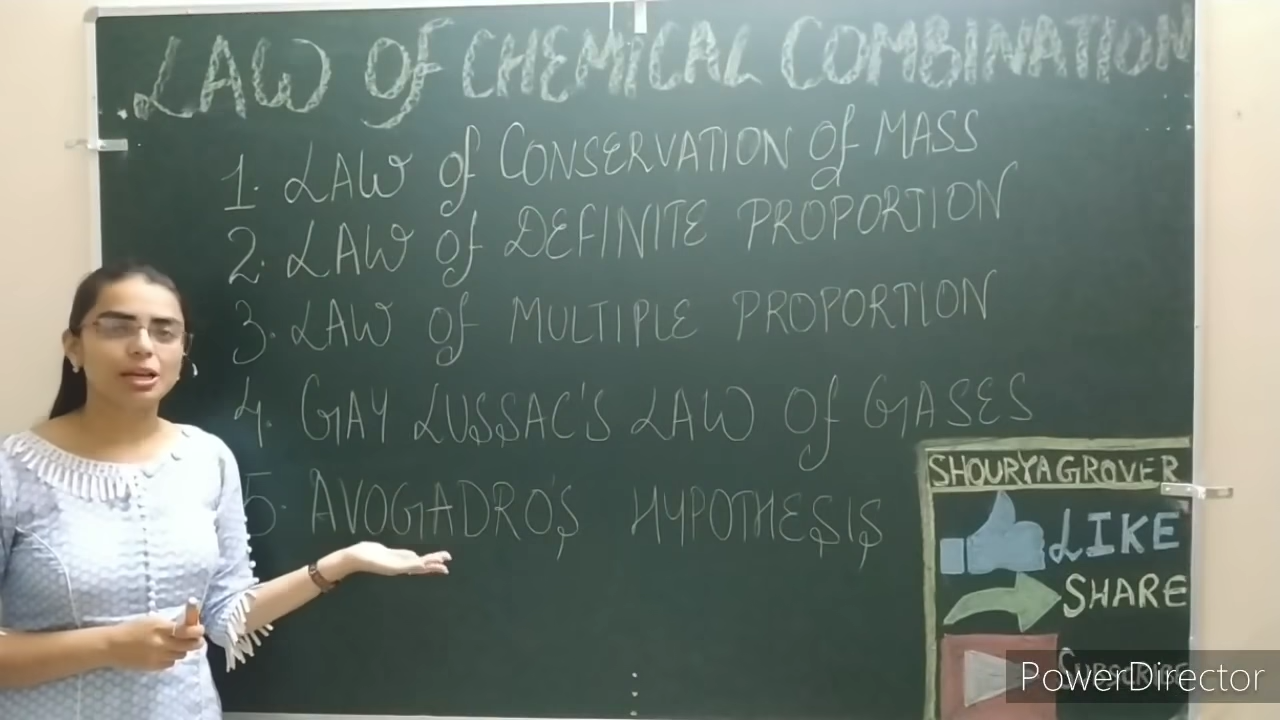 LAW OF CHEMICAL COMBINATION
1. LAW of CONSERVATION of MASS
2. LAW of DEFINITE PROPORTION
3. LAW of MULTIPLE PROPORTION
4. GAY LUSSAC'S LAW Of GASES
5. AVOGADRO'S HYPOTHESIS
SHOURYA GROVER
LIKE
SHARE
SUBSCRIBE
PowerDirector